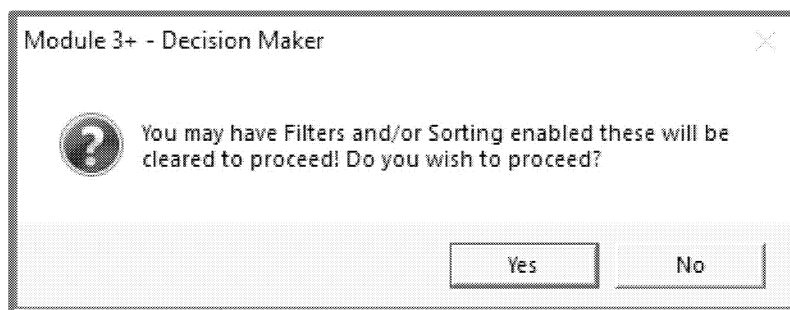 Module 3+ - Decision Maker
You may have Filters and/or Sorting enabled these will be
cleared to proceed! Do you wish to proceed?
Yes
No